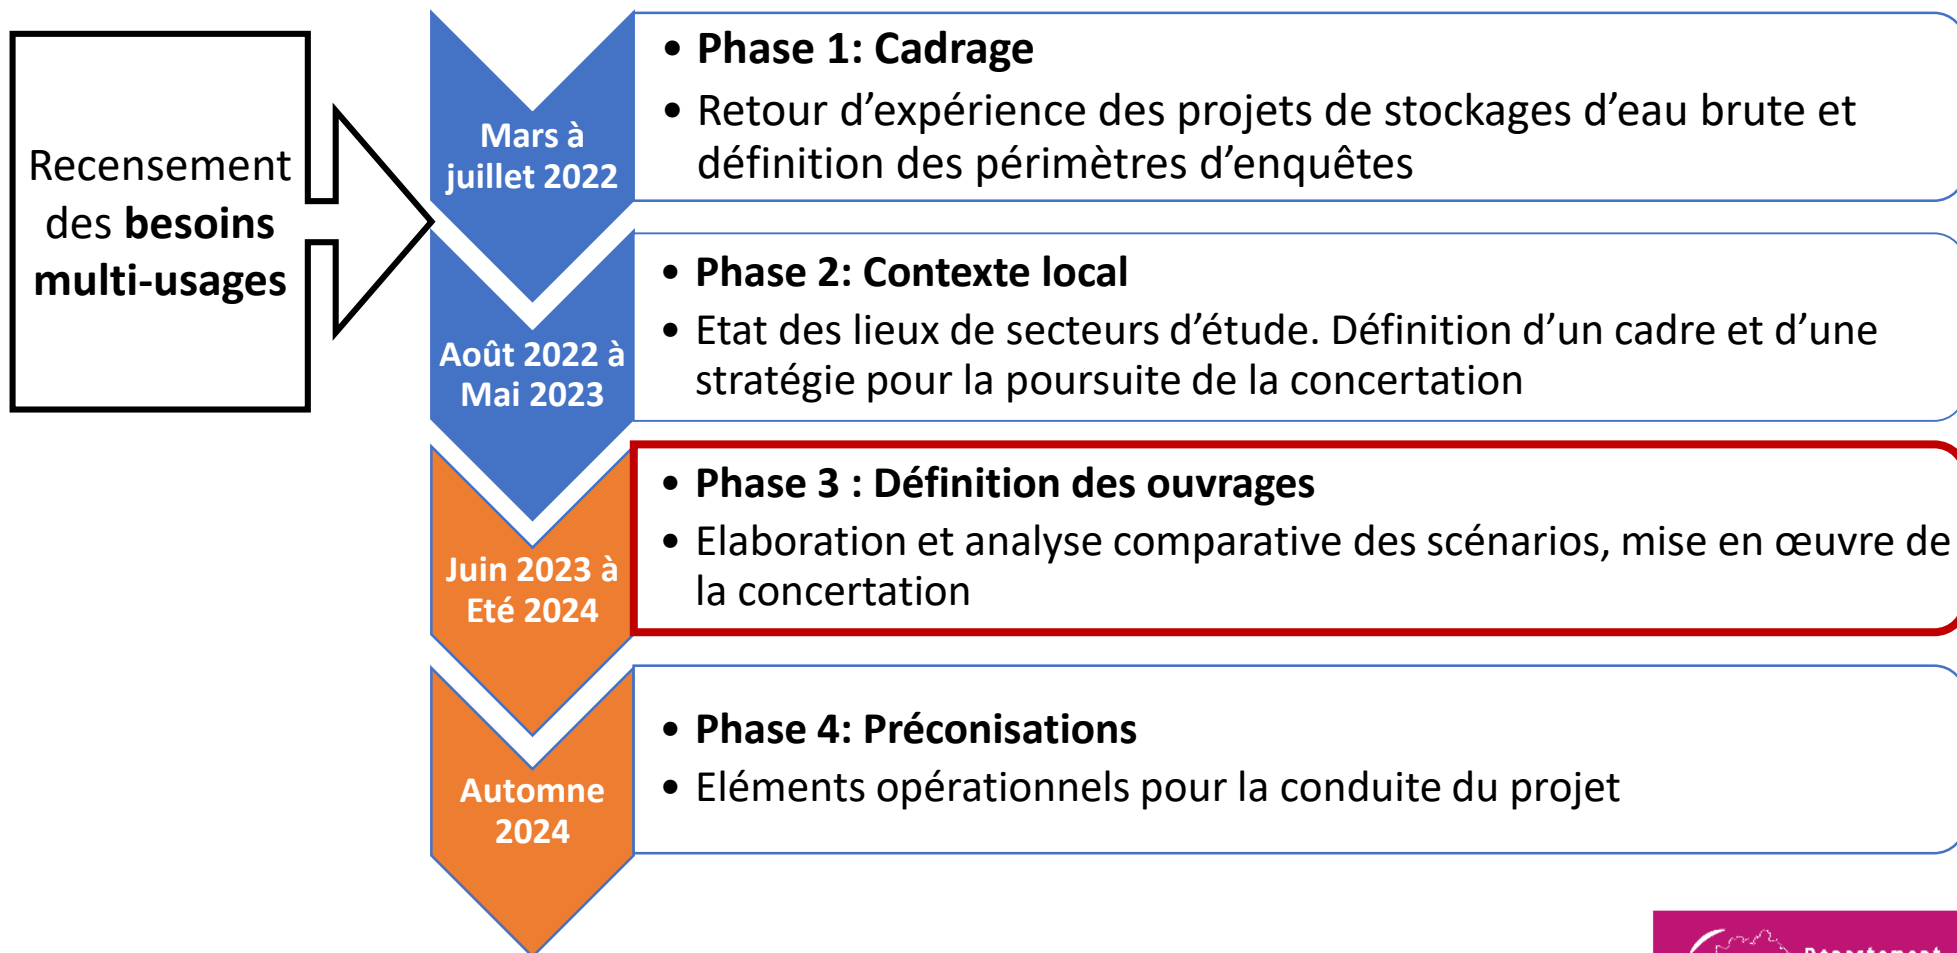 Recensement
des besoins
multi-usages
Mars à
juillet 2022
• Phase 1: Cadrage
• Retour d'expérience des projets de stockages d'eau brute et
définition des périmètres d'enquêtes
Août 2022 à
Mai 2023
• Phase 2: Contexte local
• Etat des lieux de secteurs d'étude. Définition d'un cadre et d'une
stratégie pour la poursuite de la concertation
Juin 2023 à
Eté 2024
• Phase 3 : Définition des ouvrages
• Elaboration et analyse comparative des scénarios, mise en œuvre de
la concertation
Automne
2024
• Phase 4: Préconisations
• Eléments opérationnels pour la conduite du projet